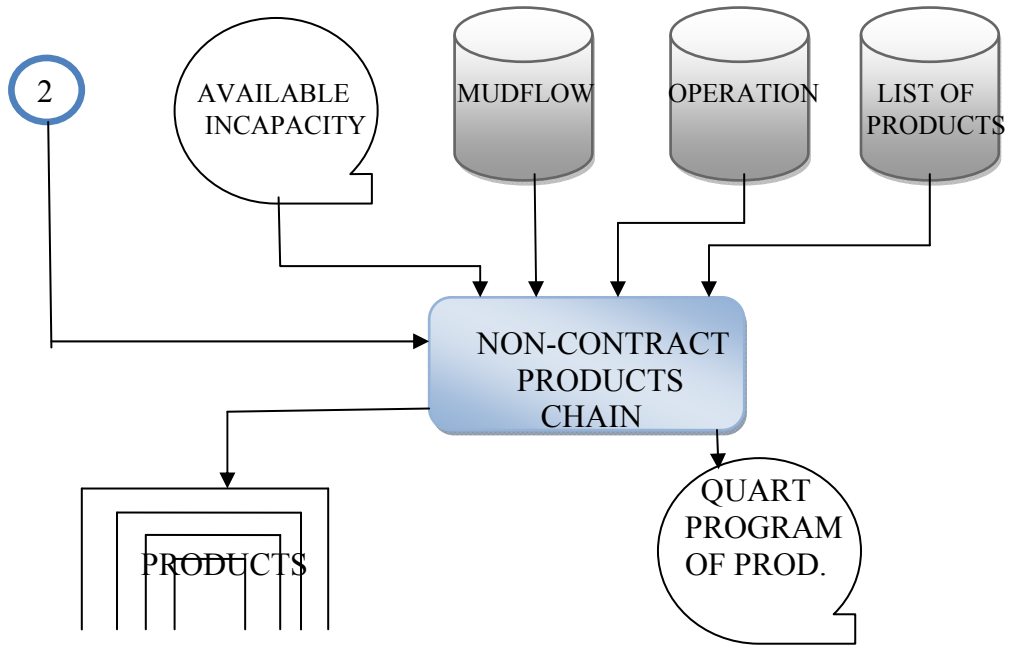 2
AVAILABLE
INCAPACITY
MUDFLOW
OPERATION
LIST OF
PRODUCTS
NON-CONTRACT
PRODUCTS
CHAIN
PRODUCTS
QUART
PROGRAM
OF PROD.